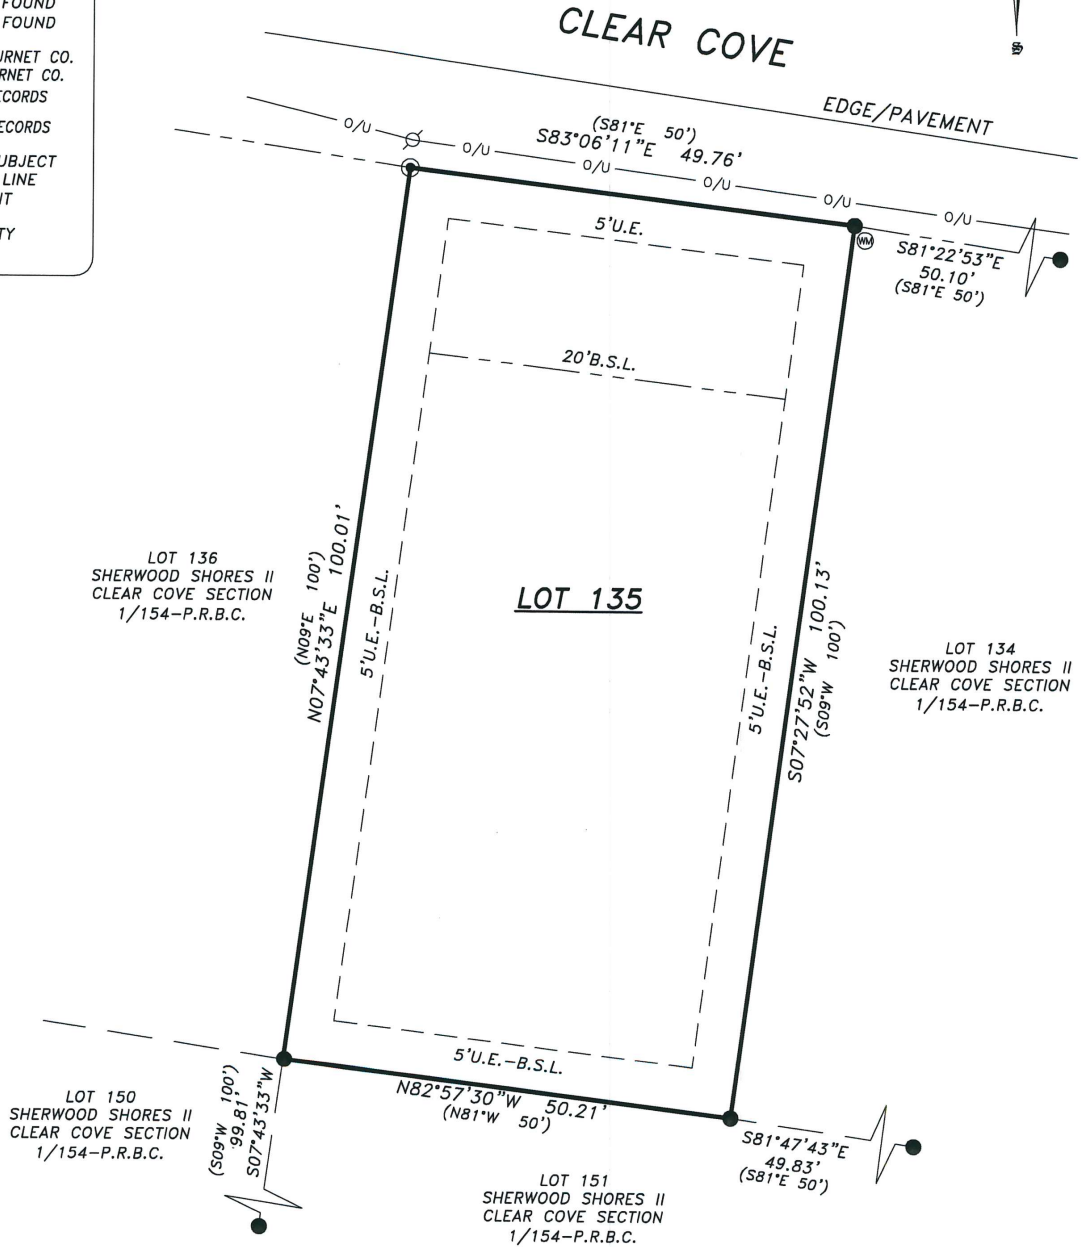 FOUND
FOUND
URNET CO.
RNET CO.
ECORDS
ECORDS
UBJECT
LINE
IT
TY
S
CLEAR COVE
EDGE/PAVEMENT
O/U
O/U
O/U
O/U
O/U
O/U
(S81°E 50')
S83°06'11"E 49.76'
WM
S81°22'53"E
50.10'
(S81°E 50')
5'U.E.
20'B.S.L.
LOT 136
SHERWOOD SHORES II
CLEAR COVE SECTION
1/154-P.R.B.C.
(N09°E 100')
N07°43'33"E 100.01'
5'U.E.-B.S.L.
LOT 135
5'U.E.-B.S.L.
S07°27'52"W 100.13'
(S09°W 100')
LOT 134
SHERWOOD SHORES II
CLEAR COVE SECTION
1/154-P.R.B.C.
5'U.E.-B.S.L.
N82°57'30"W 50.21'
(N81°W 50')
LOT 150
SHERWOOD SHORES II
CLEAR COVE SECTION
1/154-P.R.B.C.
(S09°W 100')
99.81'
S07°43'33"W
S81°47'43"E
49.83'
(S81°E 50')
LOT 151
SHERWOOD SHORES II
CLEAR COVE SECTION
1/154-P.R.B.C.